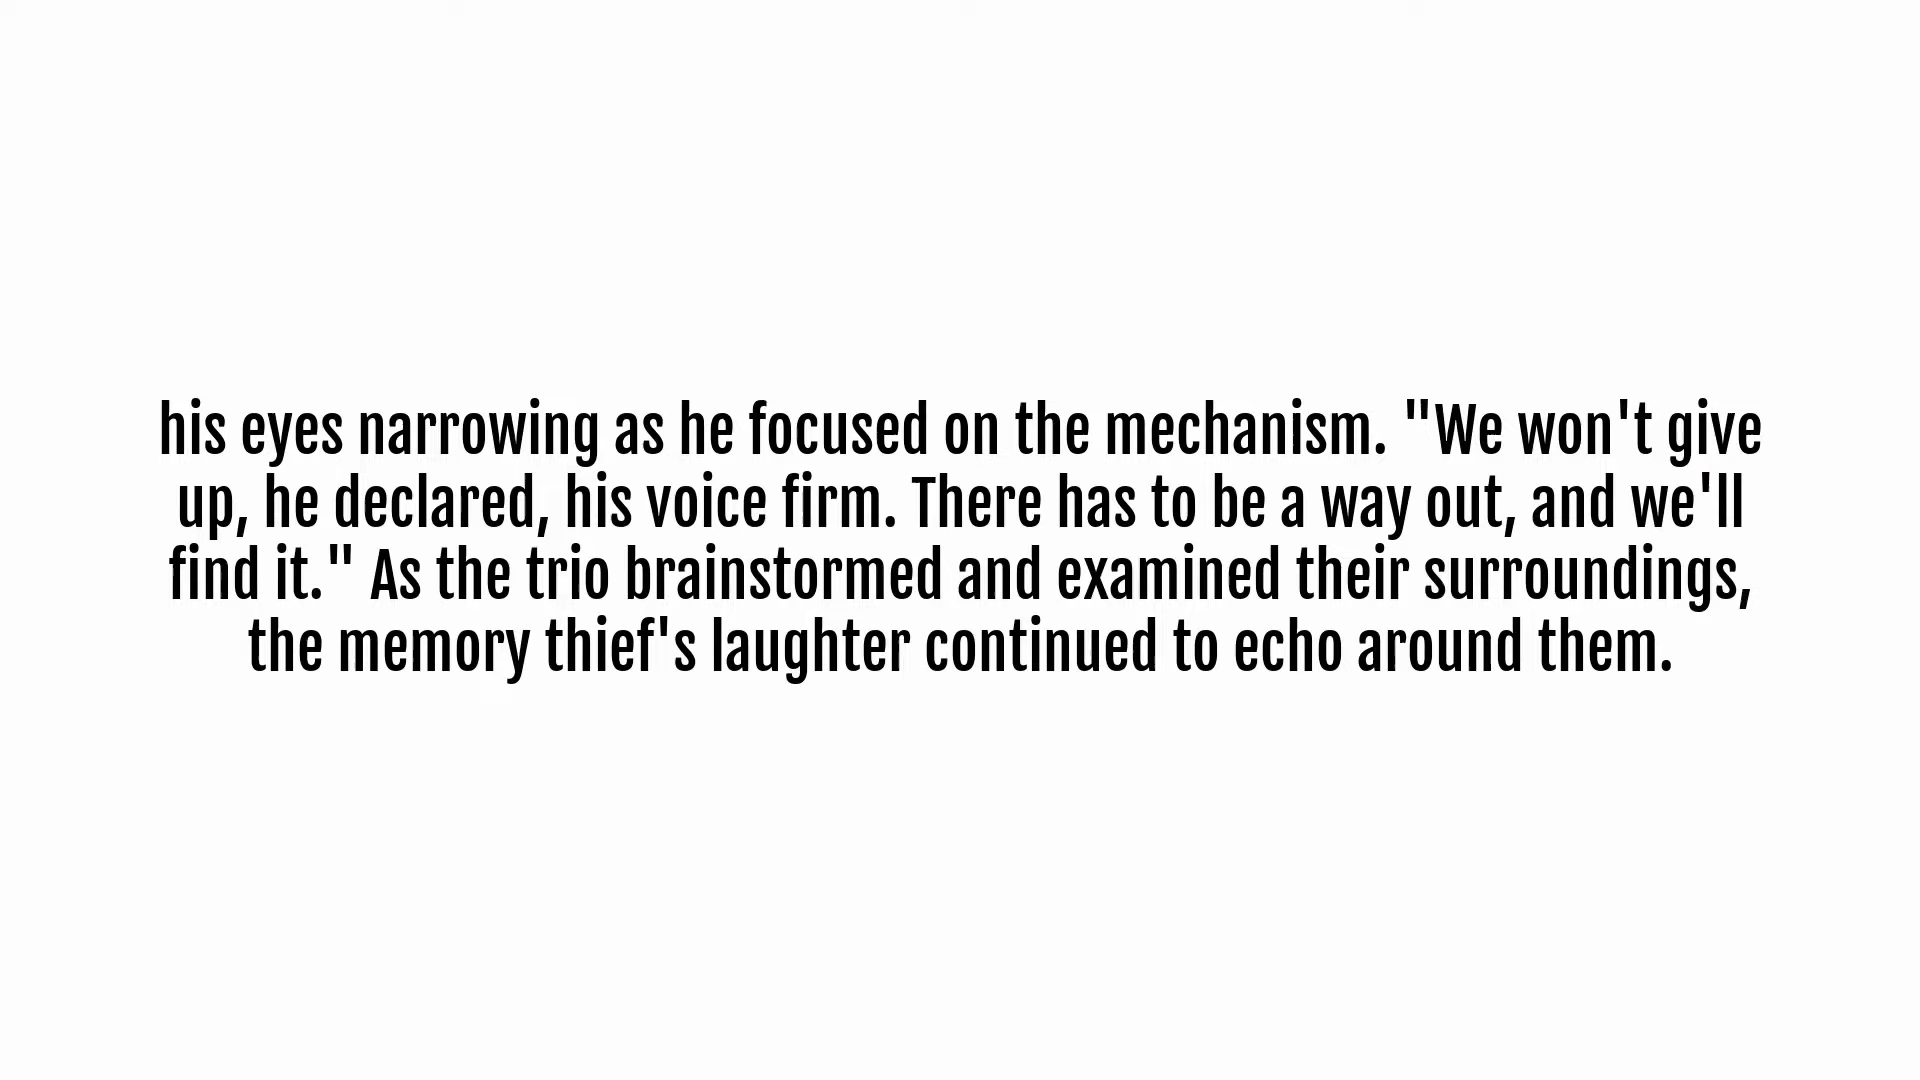 his eyes narrowing as he focused on the mechanism. "We won't give
up, he declared, his voice firm. There has to be a way out, and we'll
find it." As the trio brainstormed and examined their surroundings,
the memory thief's laughter continued to echo around them.